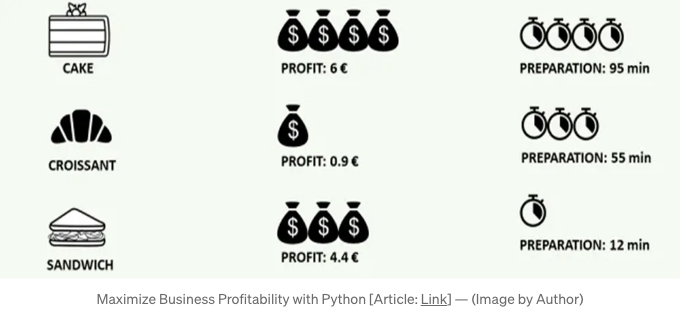 CAKE
PROFIT: 6 €
PREPARATION: 95 min
CROISSANT
PROFIT: 0.9 €
PREPARATION: 55 min
SANDWICH
PROFIT: 4.4 €
PREPARATION: 12 min
Maximize Business Profitability with Python [Article: Link] — (Image by Author)